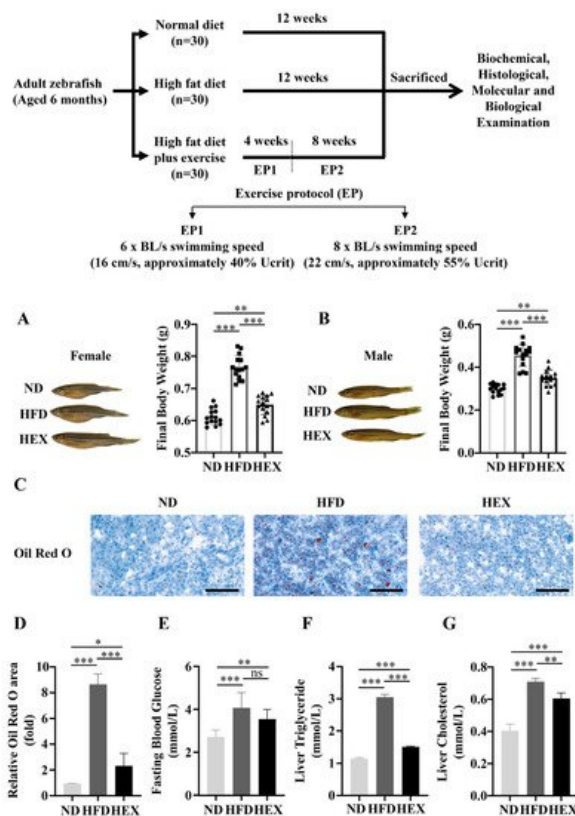 12 weeks
Normal diet
(n=30)
Adult zebrafish
(Aged 6 months)
High fat diet
(n=30)
12 weeks
Sacrificed
Biochemical,
Histological,
Molecular and
Biological
Examination
High fat diet
plus exercise
(n=30)
4 weeks
8 weeks
EP1
EP2
Exercise protocol (EP)
EP1
6 x BL/s swimming speed
(16 cm/s, approximately 40% Ucrit)
EP2
8 x BL/s swimming speed
(22 cm/s, approximately 55% Ucrit)
A
Female
ND
HFD
HEX
Final Body Weight (g)
0.9
0.8
0.7
0.6
0.5
**
*** ***
ND HFD HEX
B
Male
ND
HFD
HEX
Final Body Weight (g)
0.6
0.4
0.2
0.0
**
*** ***
ND HFD HEX
C
ND HFD HEX
Oil Red O
D
Relative Oil Red O area
(fold)
10
8
6
4
2
0
*
*** ***
ND HFD HEX
E
Fasting Blood Glucose
(mmol/L)
6
4
2
0
**
*** ns
ND HFD HEX
F
Liver Triglyceride
(mmol/L)
4
3
2
1
0
***
*** ***
ND HFD HEX
G
Liver Cholesterol
(mmol/L)
0.8
0.6
0.4
0.2
0.0
***
*** **
ND HFD HEX